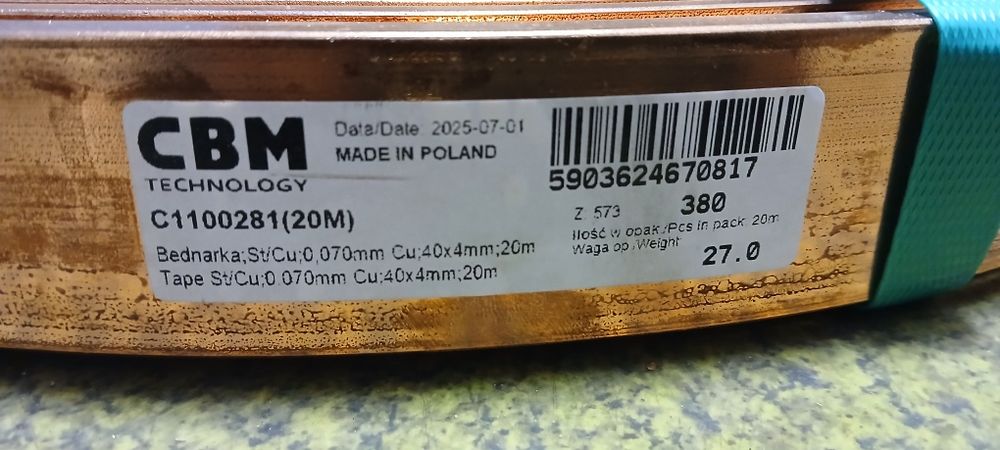 CBM
TECHNOLOGY
Data/Date 2025-07-01
MADE IN POLAND
C1100281(20M)
Bednarka;St/Cu;0,070mm Cu;40x4mm;20m
Tape St/Cu;0,070mm Cu;40x4mm;20m
5903624670817
Z 573 380
Ilość w opak./Pcs in pack 20m
Waga op./Weight 27.0